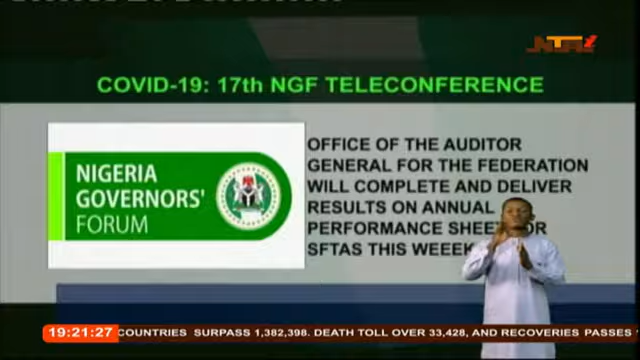 NTA
COVID-19: 17th NGF TELECONFERENCE
NIGERIA
GOVERNORS'
FORUM
OFFICE OF THE AUDITOR
GENERAL FOR THE FEDERATION
WILL COMPLETE AND DELIVER
RESULTS ON ANNUAL
PERFORMANCE SHEET
SFTAS THIS WEEEK
19:21:27 COUNTRIES SURPASS 1,382,398. DEATH TOLL OVER 33,428, AND RECOVERIES PASSES